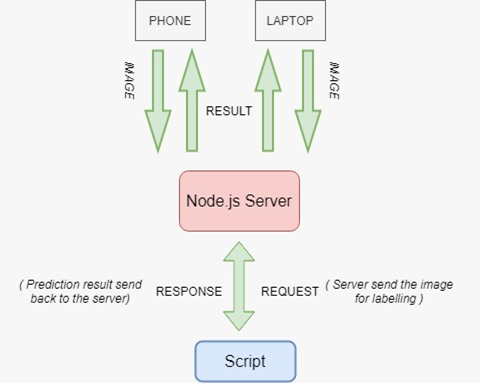 PHONE
LAPTOP
IMAGE
IMAGE
RESULT
Node.js Server
( Prediction result send
back to the server)
RESPONSE
REQUEST
( Server send the image
for labelling )
Script